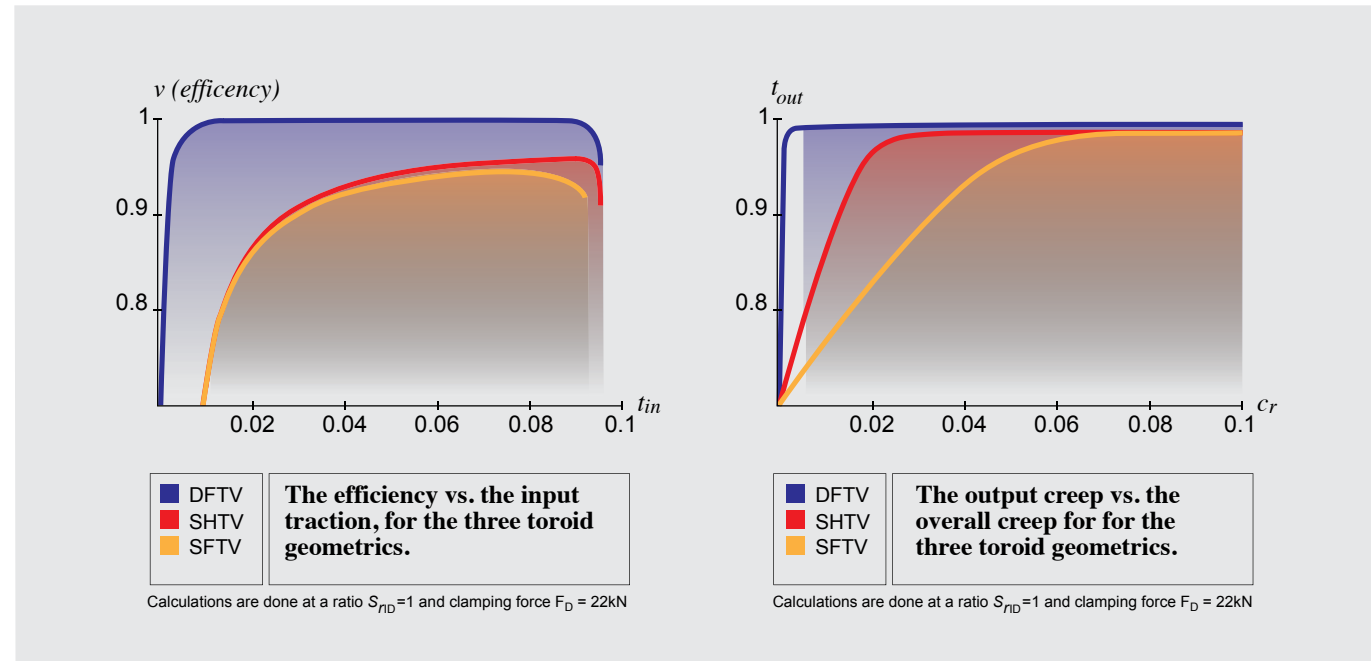 v (efficency)
1
0.9
0.8
0.02
0.04
0.06
0.08
0.1
t_in
DFTV
SHTV
SFTV
The efficiency vs. the input
traction, for the three toroid
geometrics.
Calculations are done at a ratio S_rID=1 and clamping force F_D = 22kN
t_out
1
0.9
0.8
0.02
0.04
0.06
0.08
0.1
c_r
DFTV
SHTV
SFTV
The output creep vs. the
overall creep for for the
three toroid geometrics.
Calculations are done at a ratio S_rID=1 and clamping force F_D = 22kN